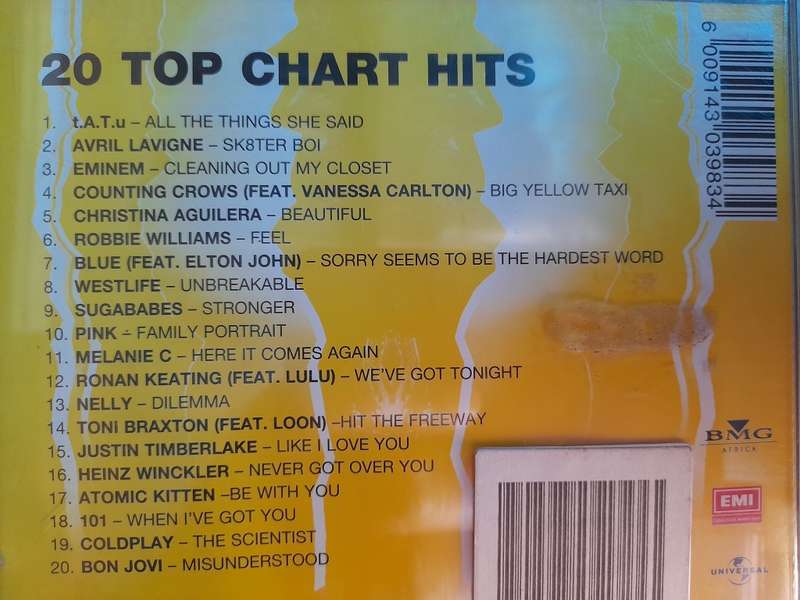 20 TOP CHART HITS
1. t.A.T.u – ALL THE THINGS SHE SAID
2. AVRIL LAVIGNE – SK8TER BOI
3. EMINEM – CLEANING OUT MY CLOSET
4. COUNTING CROWS (FEAT. VANESSA CARLTON) – BIG YELLOW TAXI
5. CHRISTINA AGUILERA – BEAUTIFUL
6. ROBBIE WILLIAMS – FEEL
7. BLUE (FEAT. ELTON JOHN) – SORRY SEEMS TO BE THE HARDEST WORD
8. WESTLIFE – UNBREAKABLE
9. SUGABABES – STRONGER
10. PINK – FAMILY PORTRAIT
11. MELANIE C – HERE IT COMES AGAIN
12. RONAN KEATING (FEAT. LULU) – WE'VE GOT TONIGHT
13. NELLY – DILEMMA
14. TONI BRAXTON (FEAT. LOON) –HIT THE FREEWAY
15. JUSTIN TIMBERLAKE – LIKE I LOVE YOU
16. HEINZ WINCKLER – NEVER GOT OVER YOU
17. ATOMIC KITTEN –BE WITH YOU
18. 101 – WHEN I'VE GOT YOU
19. COLDPLAY – THE SCIENTIST
20. BON JOVI – MISUNDERSTOOD
6 009143 039834
BMG
AFRICA
EMI
UNIVERSAL